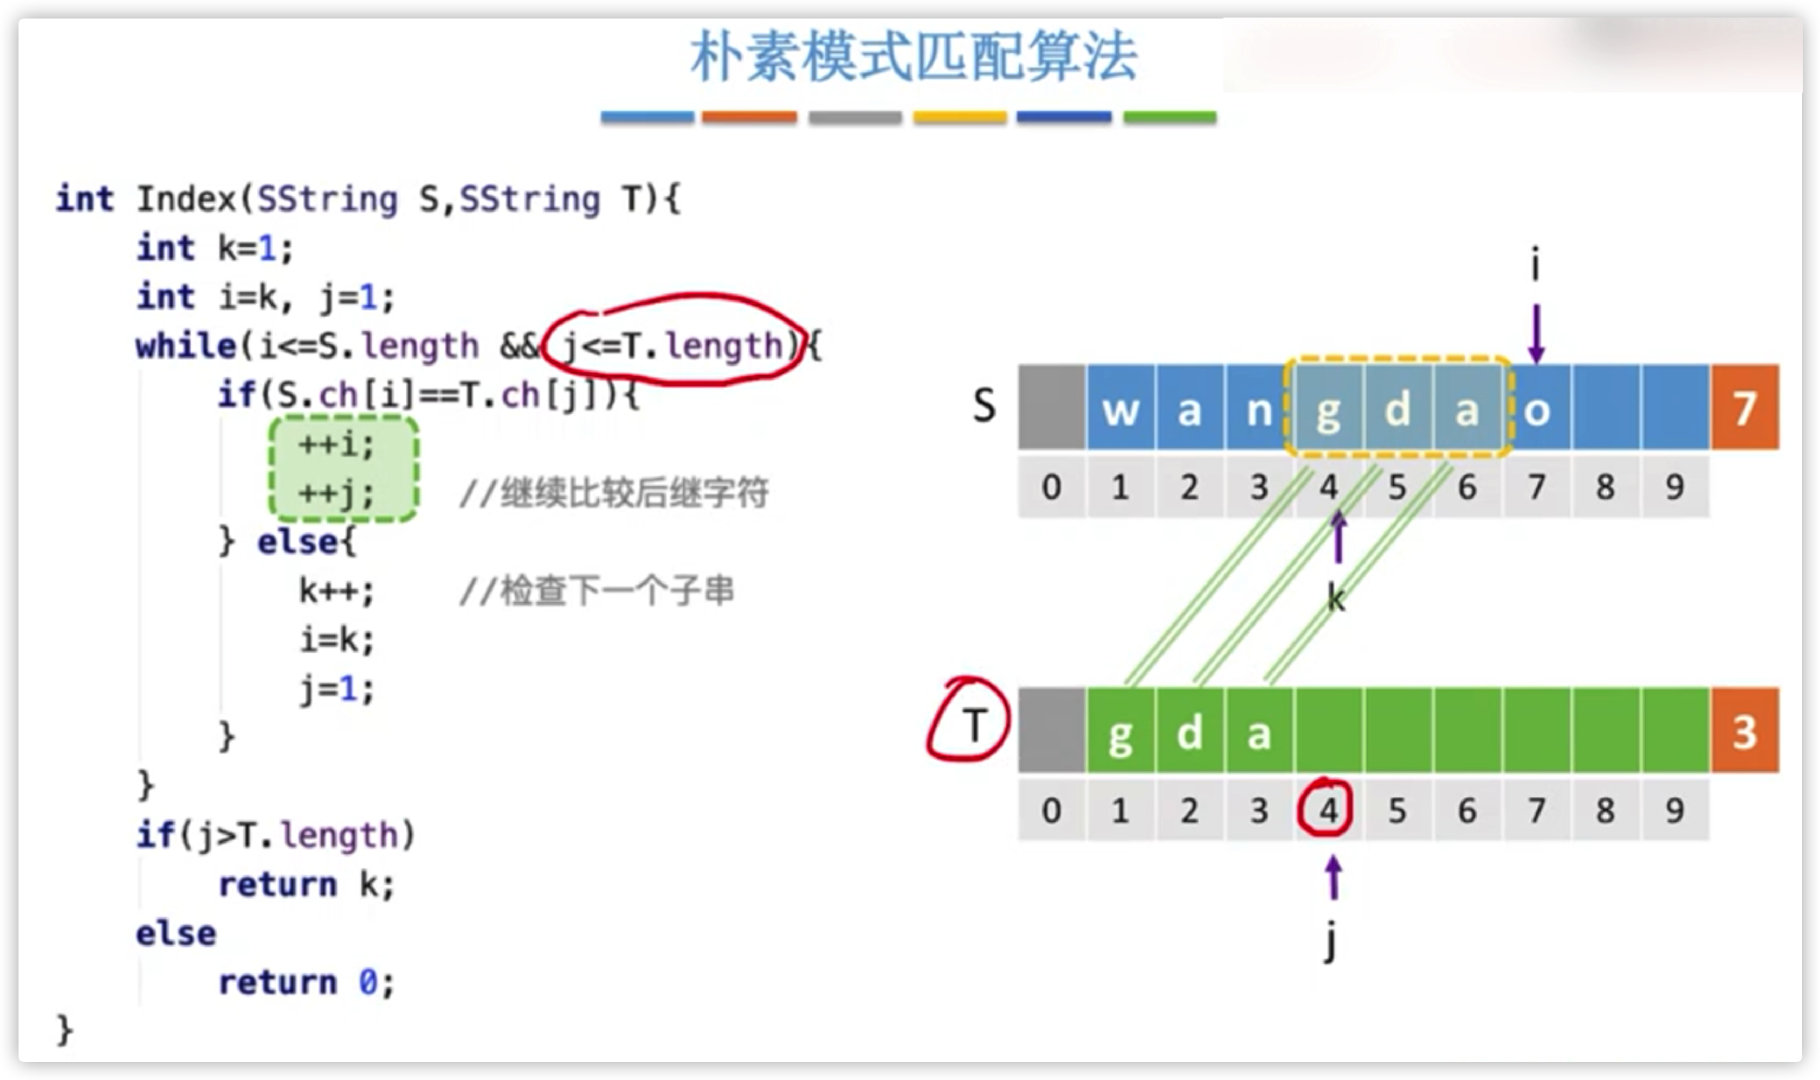 朴素模式匹配算法
int Index(SString S,SString T){
int k=1;
int i=k, j=1;
while(i<=S.length && j<=T.length){
if(S.ch[i]==T.ch[j]){
++i;
++j; //继续比较后继字符
} else{
k++; //检查下一个子串
i=k;
j=1;
}
}
if(j>T.length)
return k;
else
return 0;
}
i
S w a n g d a o 7
0 1 2 3 4 5 6 7 8 9
k
T g d a 3
0 1 2 3 4 5 6 7 8 9
j